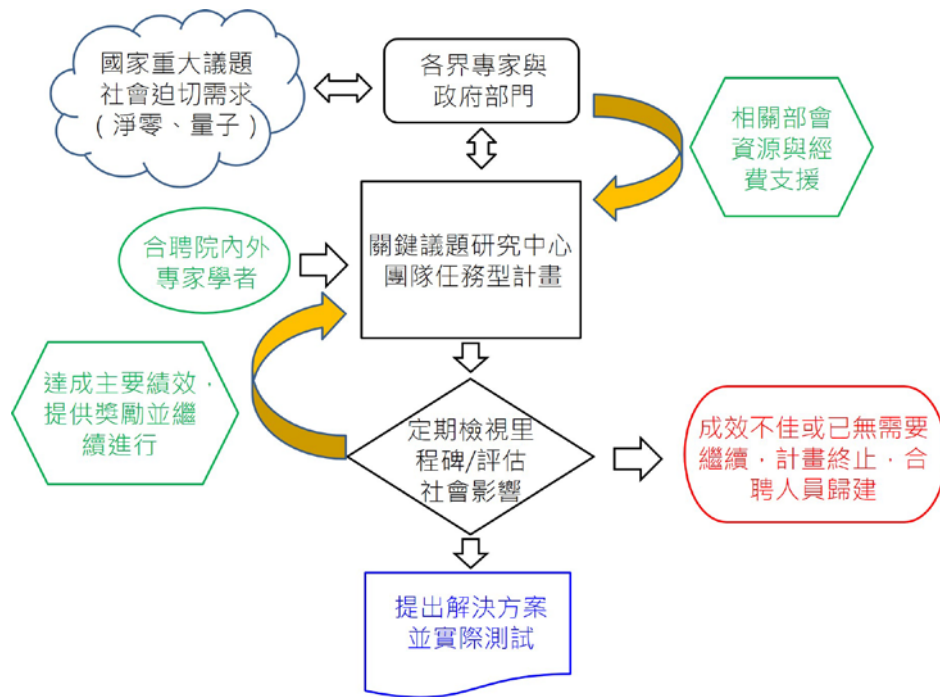 國家重大議題
社會迫切需求
(淨零、量子)
各界專家與
政府部門
相關部會
資源與經
費支援
合聘院內外
專家學者
關鍵議題研究中心
團隊任務型計畫
達成主要績效，
提供獎勵並繼
續進行
定期檢視里
程碑/評估
社會影響
成效不佳或已無需要
繼續，計畫終止，合
聘人員歸建
提出解決方案
並實際測試